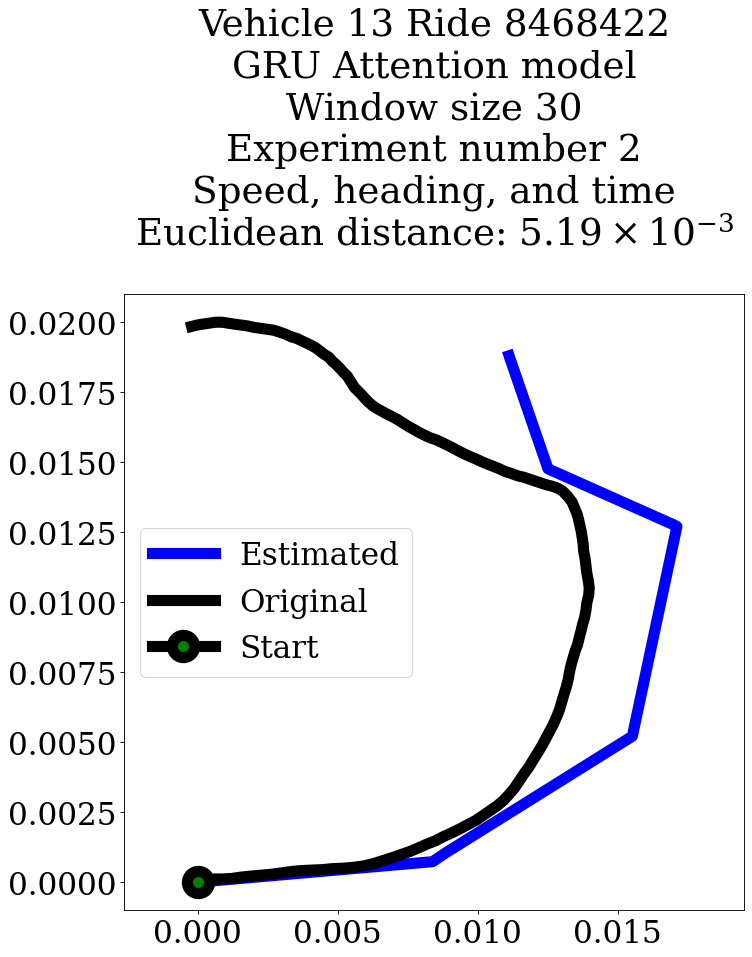 Vehicle 13 Ride 8468422
GRU Attention model
Window size 30
Experiment number 2
Speed, heading, and time
Euclidean distance: 5.19 × 10⁻³
0.0200
0.0175
0.0150
0.0125
0.0100
0.0075
0.0050
0.0025
0.0000
Estimated
Original
Start
0.000 0.005 0.010 0.015